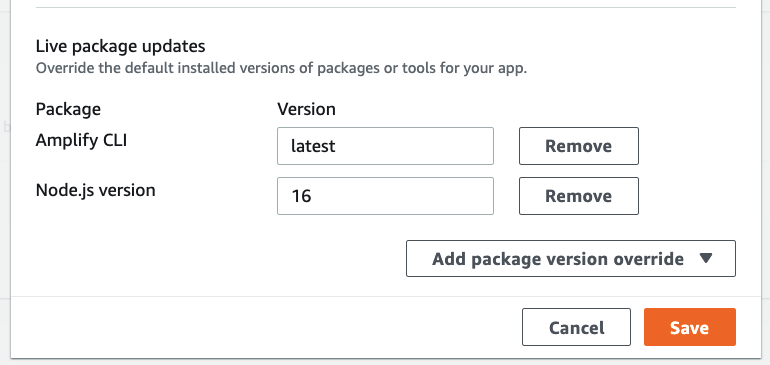 Live package updates
Override the default installed versions of packages or tools for your app.
Package Version
Amplify CLI latest Remove
Node.js version 16 Remove
Add package version override
Cancel Save